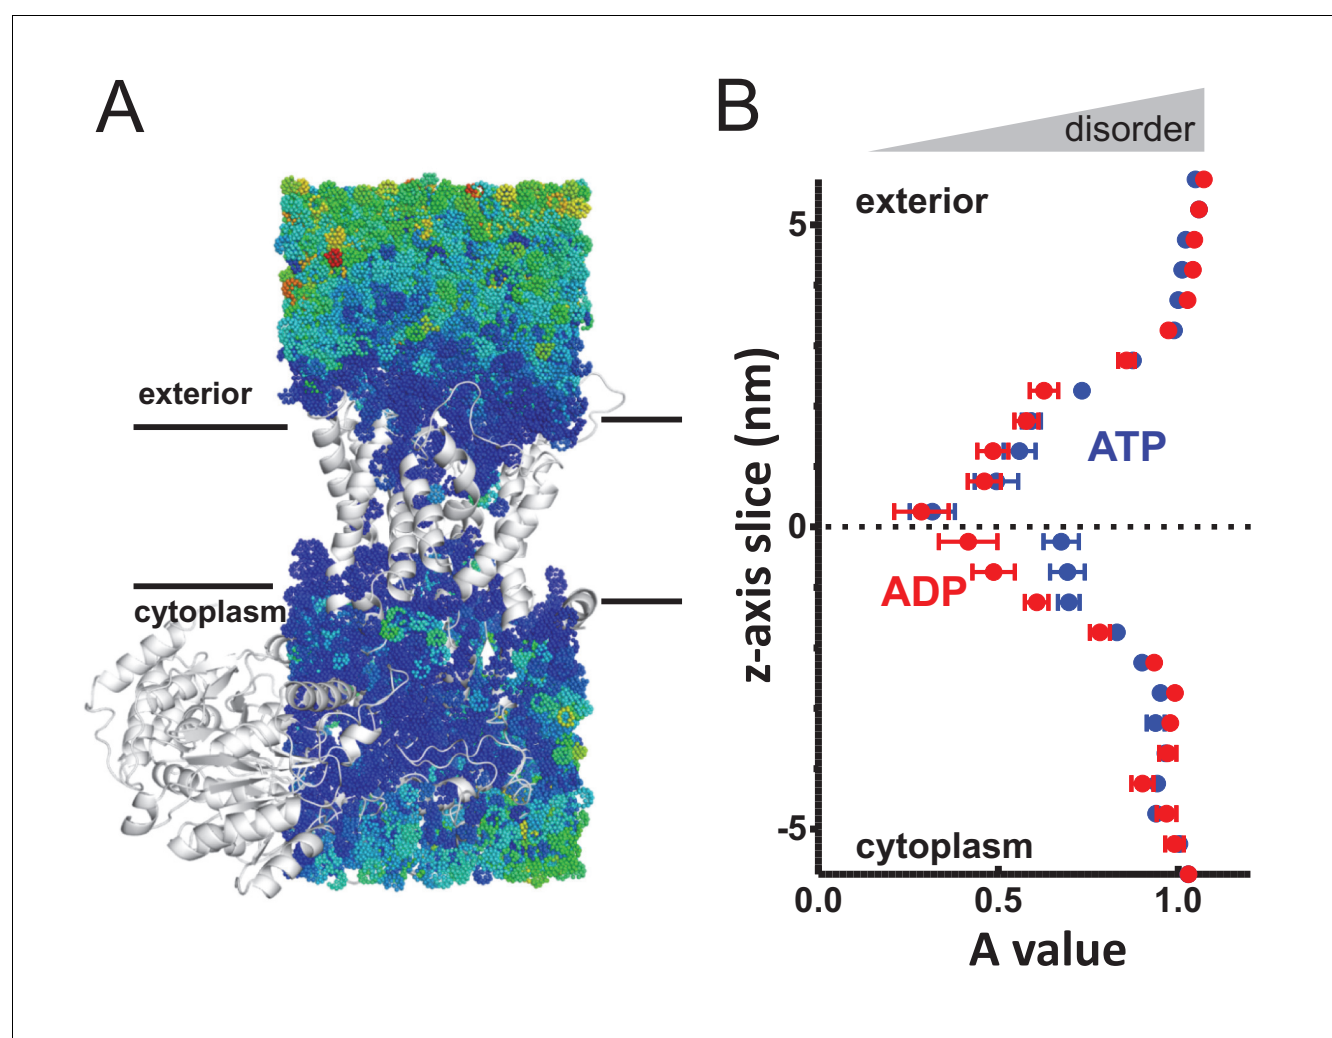 A
exterior
cytoplasm
B
disorder
exterior
5
ATP
z-axis slice (nm)
0
ADP
-5
cytoplasm
0.0 0.5 1.0
A value